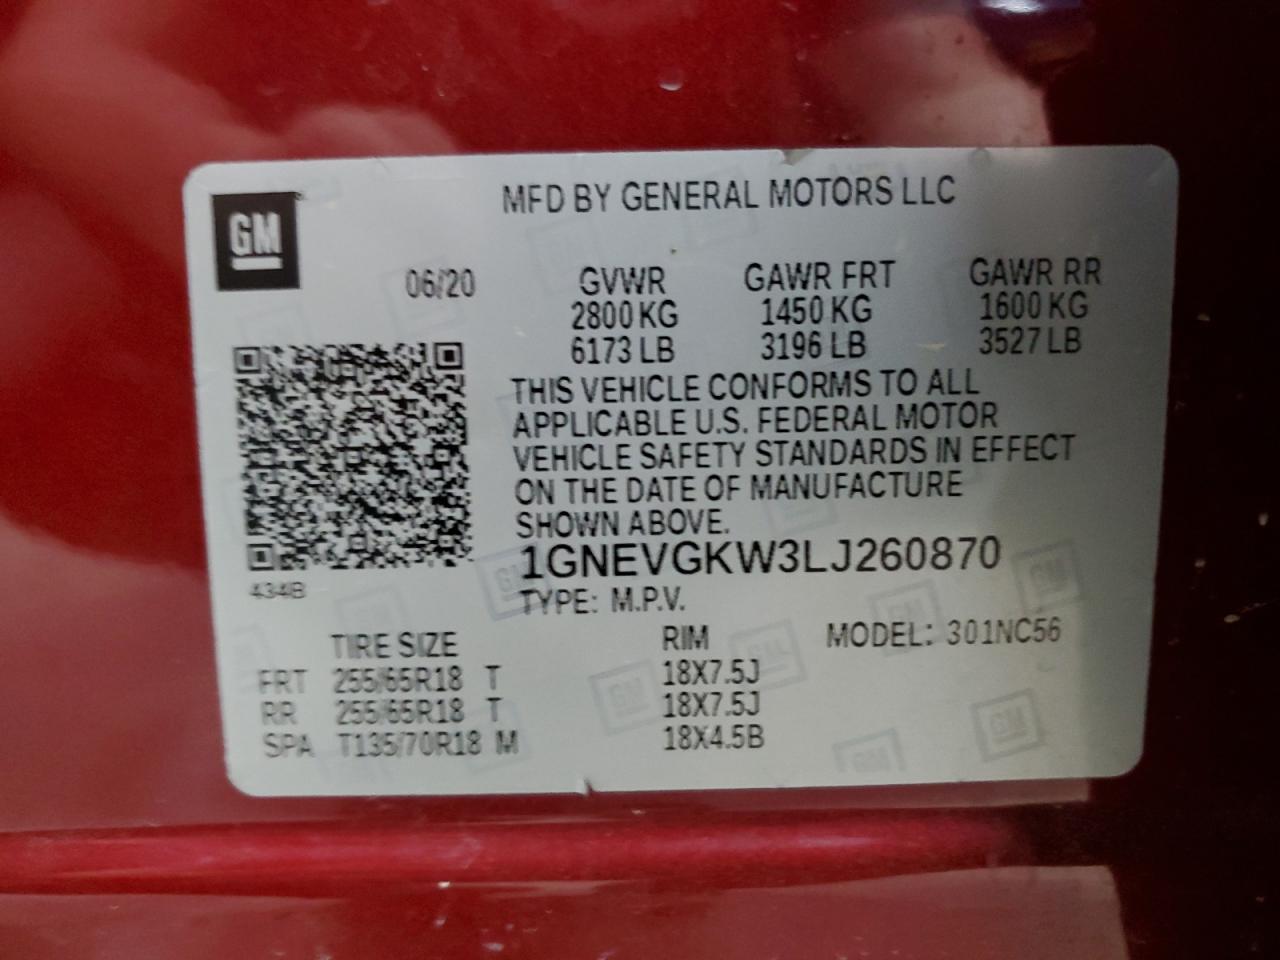 GM
MFD BY GENERAL MOTORS LLC
06/20 GVWR GAWR FRT GAWR RR
2800 KG 1450 KG 1600 KG
6173 LB 3196 LB 3527 LB
THIS VEHICLE CONFORMS TO ALL
APPLICABLE U.S. FEDERAL MOTOR
VEHICLE SAFETY STANDARDS IN EFFECT
ON THE DATE OF MANUFACTURE
SHOWN ABOVE.
1GNEVGKW3LJ260870
434B
TYPE: M.P.V.
TIRE SIZE RIM MODEL: 301NC56
FRT 255/65R18 T 18X7.5J
RR 255/65R18 T 18X7.5J
SPA T135/70R18 M 18X4.5B